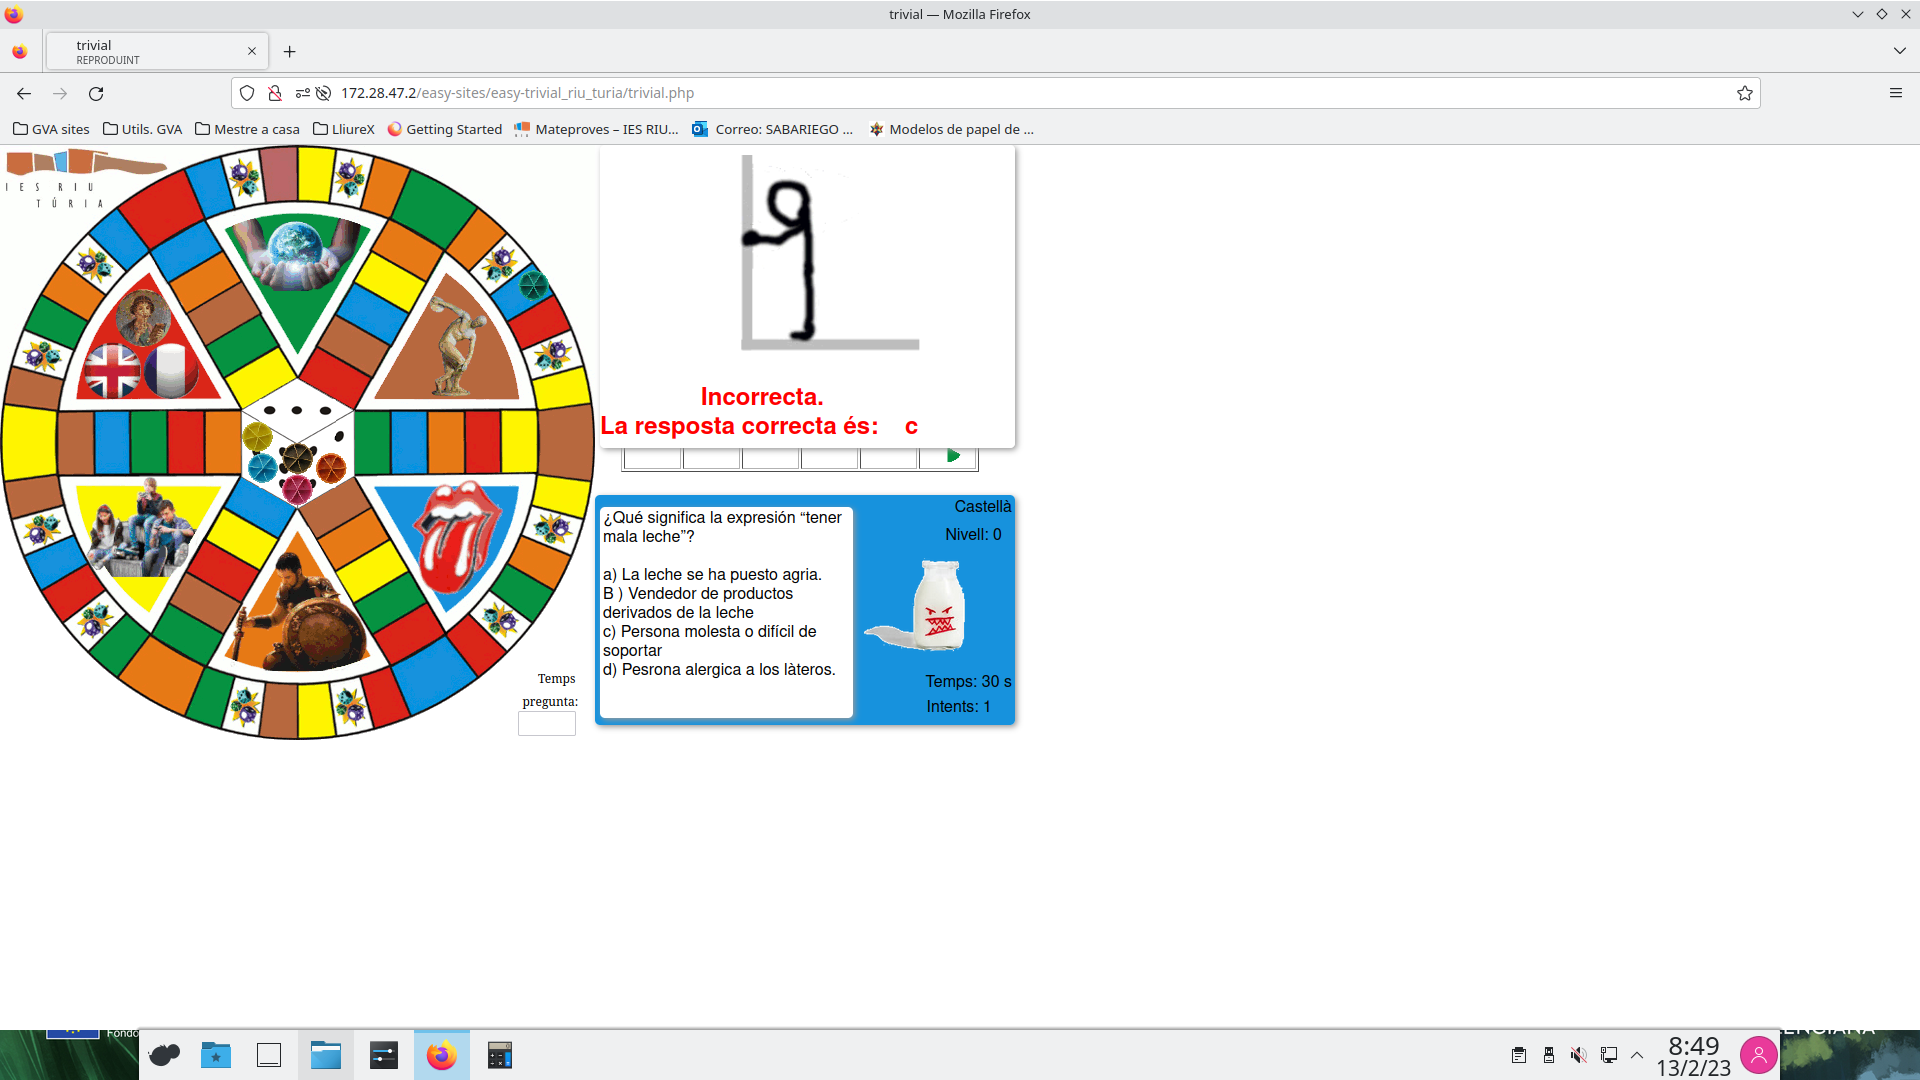 trivial — Mozilla Firefox
trivial
REPRODUINT
172.28.47.2/easy-sites/easy-trivial_riu_turia/trivial.php
GVA sites Utils. GVA Mestre a casa LliureX Getting Started Mateproves – IES RIU... Correo: SABARIEGO ... Modelos de papel de ...
IES RIU
TÚRIA
Incorrecta.
La resposta correcta és: c
Castellà
Nivell: 0
¿Qué significa la expresión “tener
mala leche”?
a) La leche se ha puesto agria.
B ) Vendedor de productos
derivados de la leche
c) Persona molesta o difícil de
soportar
d) Pesrona alergica a los làteros.
Temps: 30 s
Intents: 1
Temps
pregunta:
Fondo
ENCIANA
8:49
13/2/23